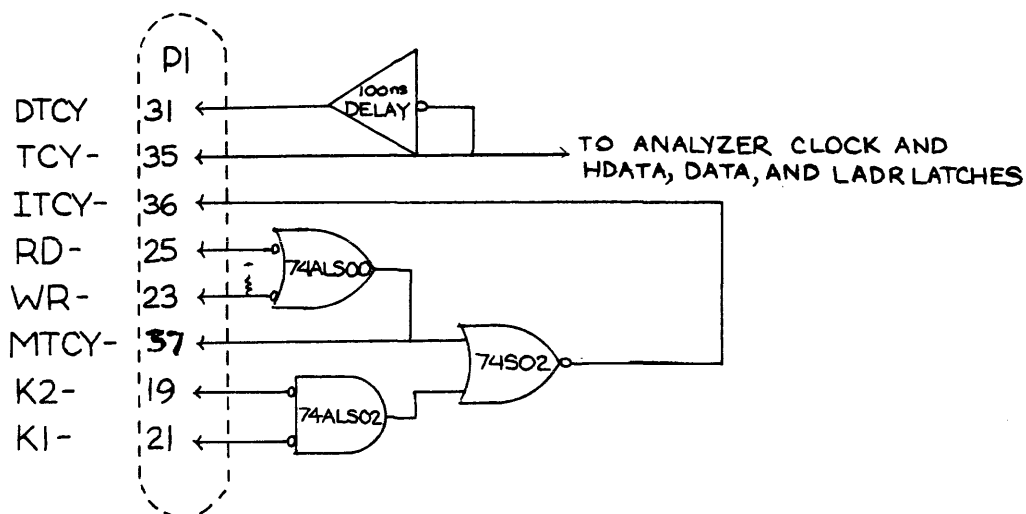 P1
DTCY 31
100ns
DELAY
TCY- 35
TO ANALYZER CLOCK AND
HDATA, DATA, AND LADR LATCHES
ITCY- 36
RD- 25
74ALS00
WR- 23
MTCY- 37
74S02
K2- 19
74ALS02
K1- 21